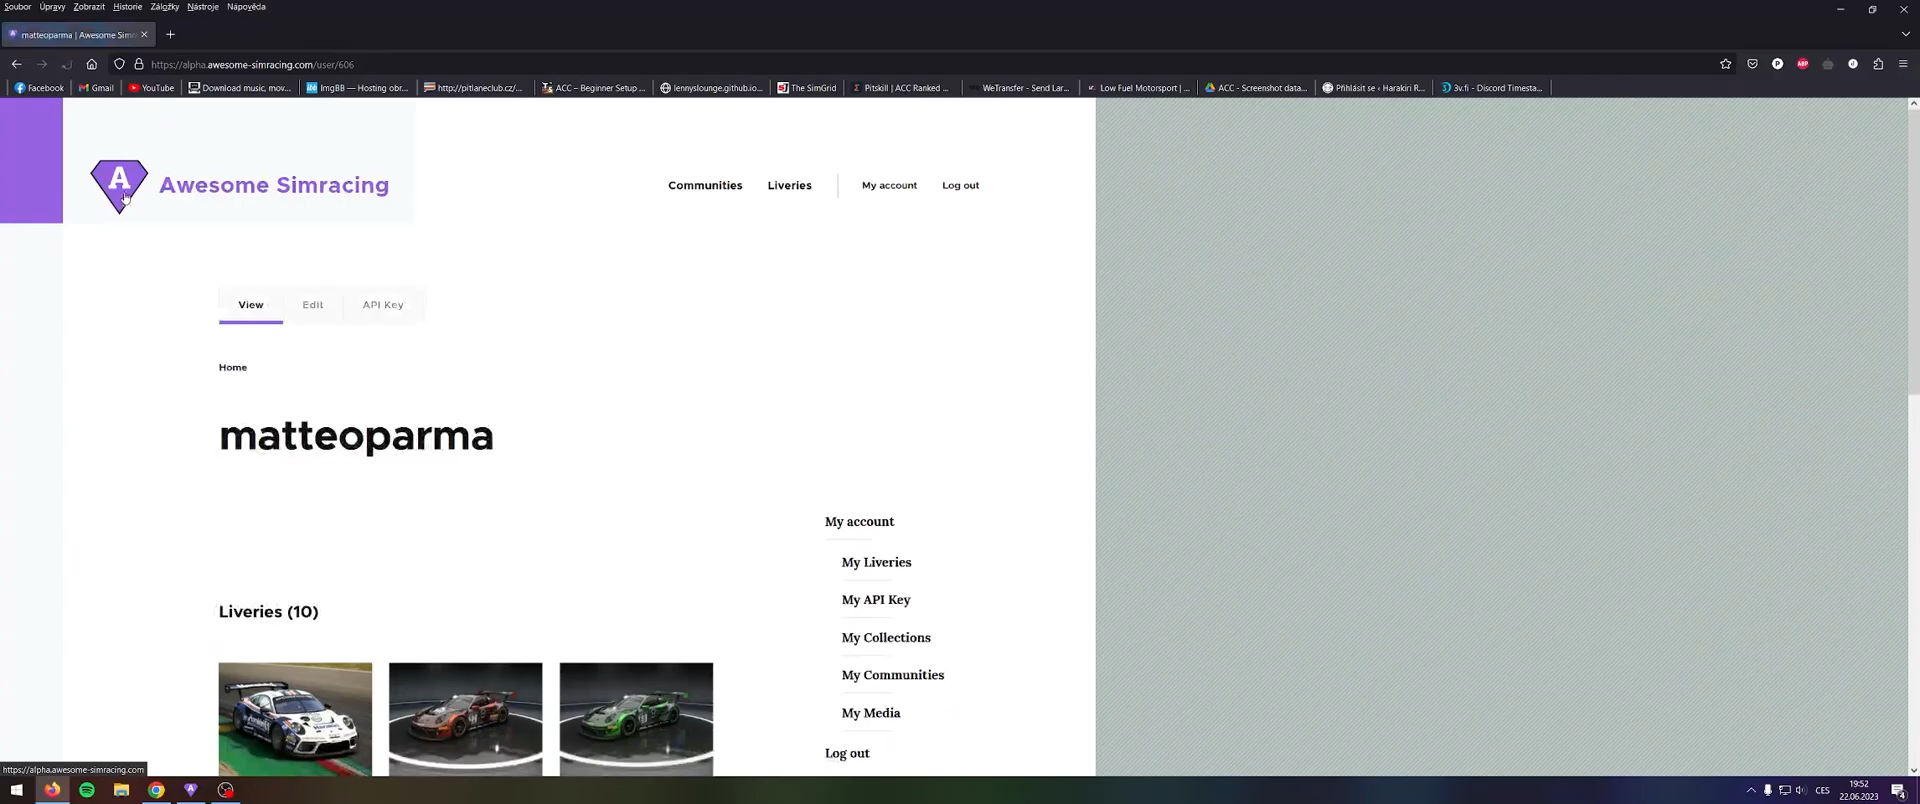 Soubor Úpravy Zobrazit Historie Záložky Nástroje Nápověda
matteoparma | Awesome Simr
https://alpha.awesome-simracing.com/user/606
Facebook Gmail YouTube Download music, mov... ImgBB — Hosting obr... http://pitlaneclub.cz/... ACC – Beginner Setup ... lennyslounge.github.io... The SimGrid Pitskill | ACC Ranked ... WeTransfer - Send Lar... Low Fuel Motorsport | ... ACC - Screenshot data... Přihlásit se ‹ Harakiri R... 3v.fi - Discord Timesta...
A Awesome Simracing Communities Liveries My account Log out
View Edit API Key
Home
matteoparma
My account
My Liveries
My API Key
My Collections
My Communities
My Media
Log out
Liveries (10)
https://alpha.awesome-simracing.com
CES
19:52
22.06.2023
4